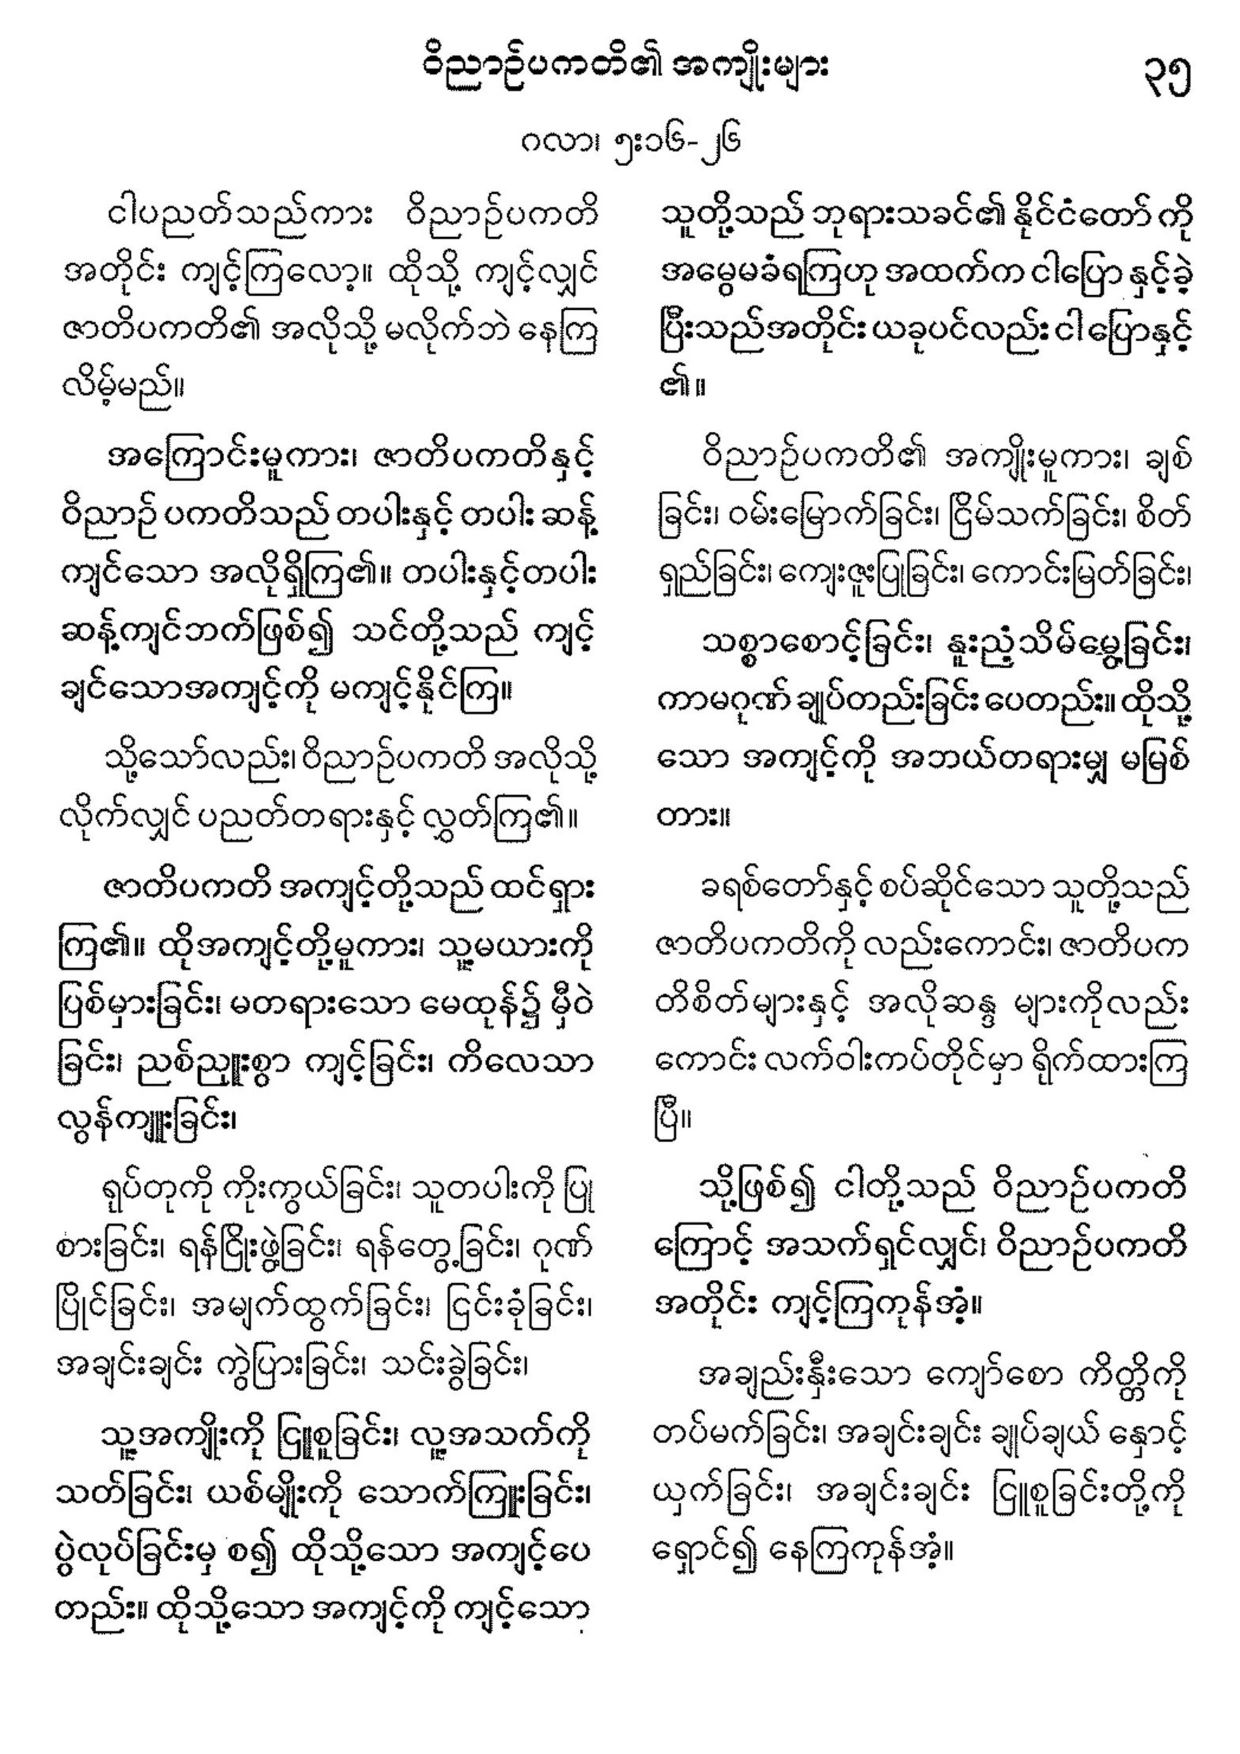 ဝိညာဉ်ပကတိ၏ အကျိုးများ
၃၅
ဂလာ၊ ၅း၁၆-၂၆
ငါပညတ်သည်ကား ဝိညာဉ်ပကတိ
အတိုင်း ကျင့်ကြလော့။ ထိုသို့ ကျင့်လျှင်
ဇာတိပကတိ၏ အလိုသို့ မလိုက်ဘဲ နေကြ
လိမ့်မည်။
အကြောင်းမူကား၊ ဇာတိပကတိနှင့်
ဝိညာဉ် ပကတိသည် တပါးနှင့် တပါး ဆန့်
ကျင်သော အလိုရှိကြ၏။ တပါးနှင့်တပါး
ဆန့်ကျင်ဘက်ဖြစ်၍ သင်တို့သည် ကျင့်
ချင်သောအကျင့်ကို မကျင့်နိုင်ကြ။
သို့သော်လည်း၊ ဝိညာဉ်ပကတိ အလိုသို့
လိုက်လျှင် ပညတ်တရားနှင့် လွှတ်ကြ၏။
ဇာတိပကတိ အကျင့်တို့သည် ထင်ရှား
ကြ၏။ ထိုအကျင့်တို့မူကား၊ သူ့မယားကို
ပြစ်မှားခြင်း၊ မတရားသော မေထုန်၌ မှီဝဲ
ခြင်း၊ ညစ်ညူးစွာ ကျင့်ခြင်း၊ ကိလေသာ
လွန်ကျူးခြင်း၊
ရုပ်တုကို ကိုးကွယ်ခြင်း၊ သူတပါးကို ပြု
စားခြင်း၊ ရန်ငြိုးဖွဲ့ခြင်း၊ ရန်တွေ့ခြင်း၊ ဂုဏ်
ပြိုင်ခြင်း၊ အမျက်ထွက်ခြင်း၊ ငြင်းခုံခြင်း၊
အချင်းချင်း ကွဲပြားခြင်း၊ သင်းခွဲခြင်း၊
သူ့အကျိုးကို ငြူစူခြင်း၊ လူ့အသက်ကို
သတ်ခြင်း၊ ယစ်မျိုးကို သောက်ကြူးခြင်း၊
ပွဲလုပ်ခြင်းမှ စ၍ ထိုသို့သော အကျင့်ပေ
တည်း။ ထိုသို့သော အကျင့်ကို ကျင့်သော
သူတို့သည် ဘုရားသခင်၏ နိုင်ငံတော် ကို
အမွေမခံရကြဟု အထက်က ငါပြော နှင့်ခဲ့
ပြီးသည်အတိုင်း ယခုပင်လည်း ငါ ပြောနှင့်
၏။
ဝိညာဉ်ပကတိ၏ အကျိုးမူကား၊ ချစ်
ခြင်း၊ ဝမ်းမြောက်ခြင်း၊ ငြိမ်သက်ခြင်း၊ စိတ်
ရှည်ခြင်း၊ ကျေးဇူးပြုခြင်း၊ ကောင်းမြတ်ခြင်း၊
သစ္စာစောင့်ခြင်း၊ နူးညံ့သိမ်မွေ့ခြင်း၊
ကာမဂုဏ် ချုပ်တည်းခြင်း ပေတည်း။ ထိုသို့
သော အကျင့်ကို အဘယ်တရားမျှ မမြစ်
တား။
ခရစ်တော်နှင့် စပ်ဆိုင်သော သူတို့သည်
ဇာတိပကတိကို လည်းကောင်း၊ ဇာတိပက
တိစိတ်များနှင့် အလိုဆန္ဒ များကိုလည်း
ကောင်း လက်ဝါးကပ်တိုင်မှာ ရိုက်ထားကြ
ပြီ။
သို့ဖြစ်၍ ငါတို့သည် ဝိညာဉ်ပကတိ
ကြောင့် အသက်ရှင်လျှင်၊ ဝိညာဉ်ပကတိ
အတိုင်း ကျင့်ကြကုန်အံ့။
အချည်းနှီးသော ကျော်စော ကိတ္တိကို
တပ်မက်ခြင်း၊ အချင်းချင်း ချုပ်ချယ် နှောင့်
ယှက်ခြင်း၊ အချင်းချင်း ငြူစူခြင်းတို့ကို
ရှောင်၍ နေကြကုန်အံ့။